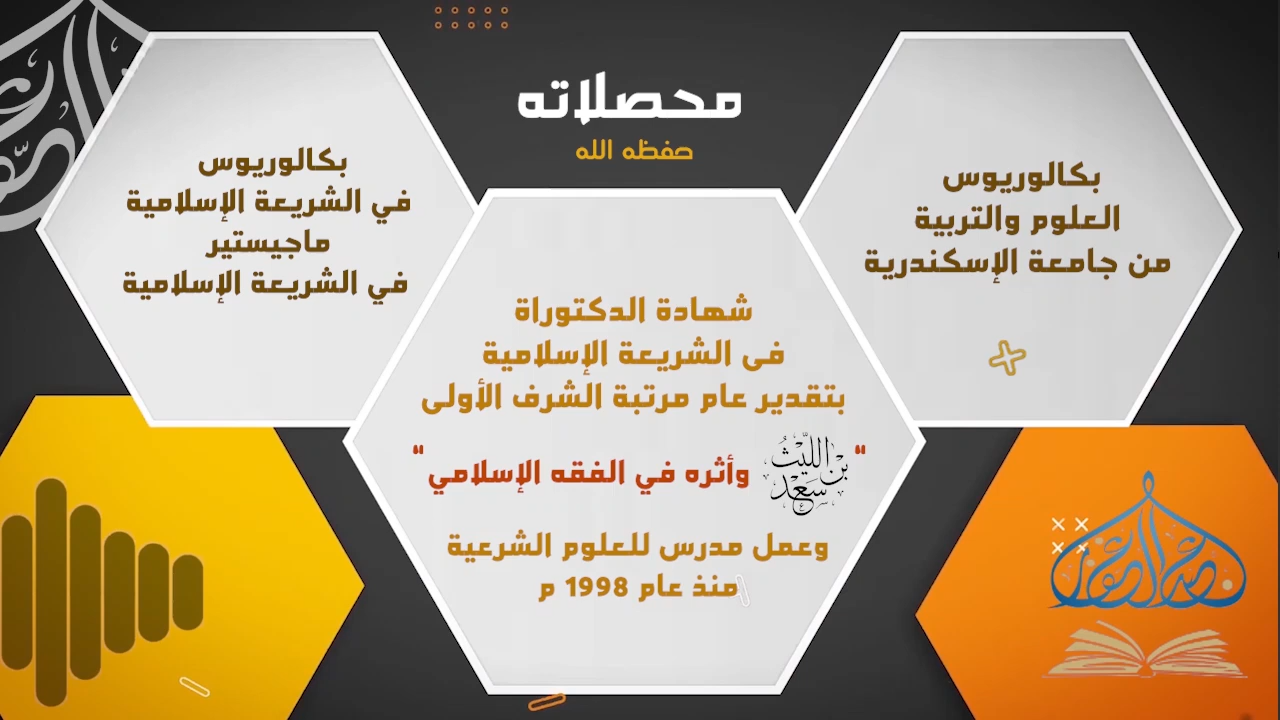 محصلاته
حفظه الله
بكالوريوس
العلوم والتربية
من جامعة الإسكندرية
بكالوريوس
في الشريعة الإسلامية
ماجيستير
في الشريعة الإسلامية
شهادة الدكتوراة
فى الشريعة الإسلامية
بتقدير عام مرتبة الشرف الأولى
"الليث بن سعد وأثره في الفقه الإسلامي"
وعمل مدرس للعلوم الشرعية
منذ عام 1998 م